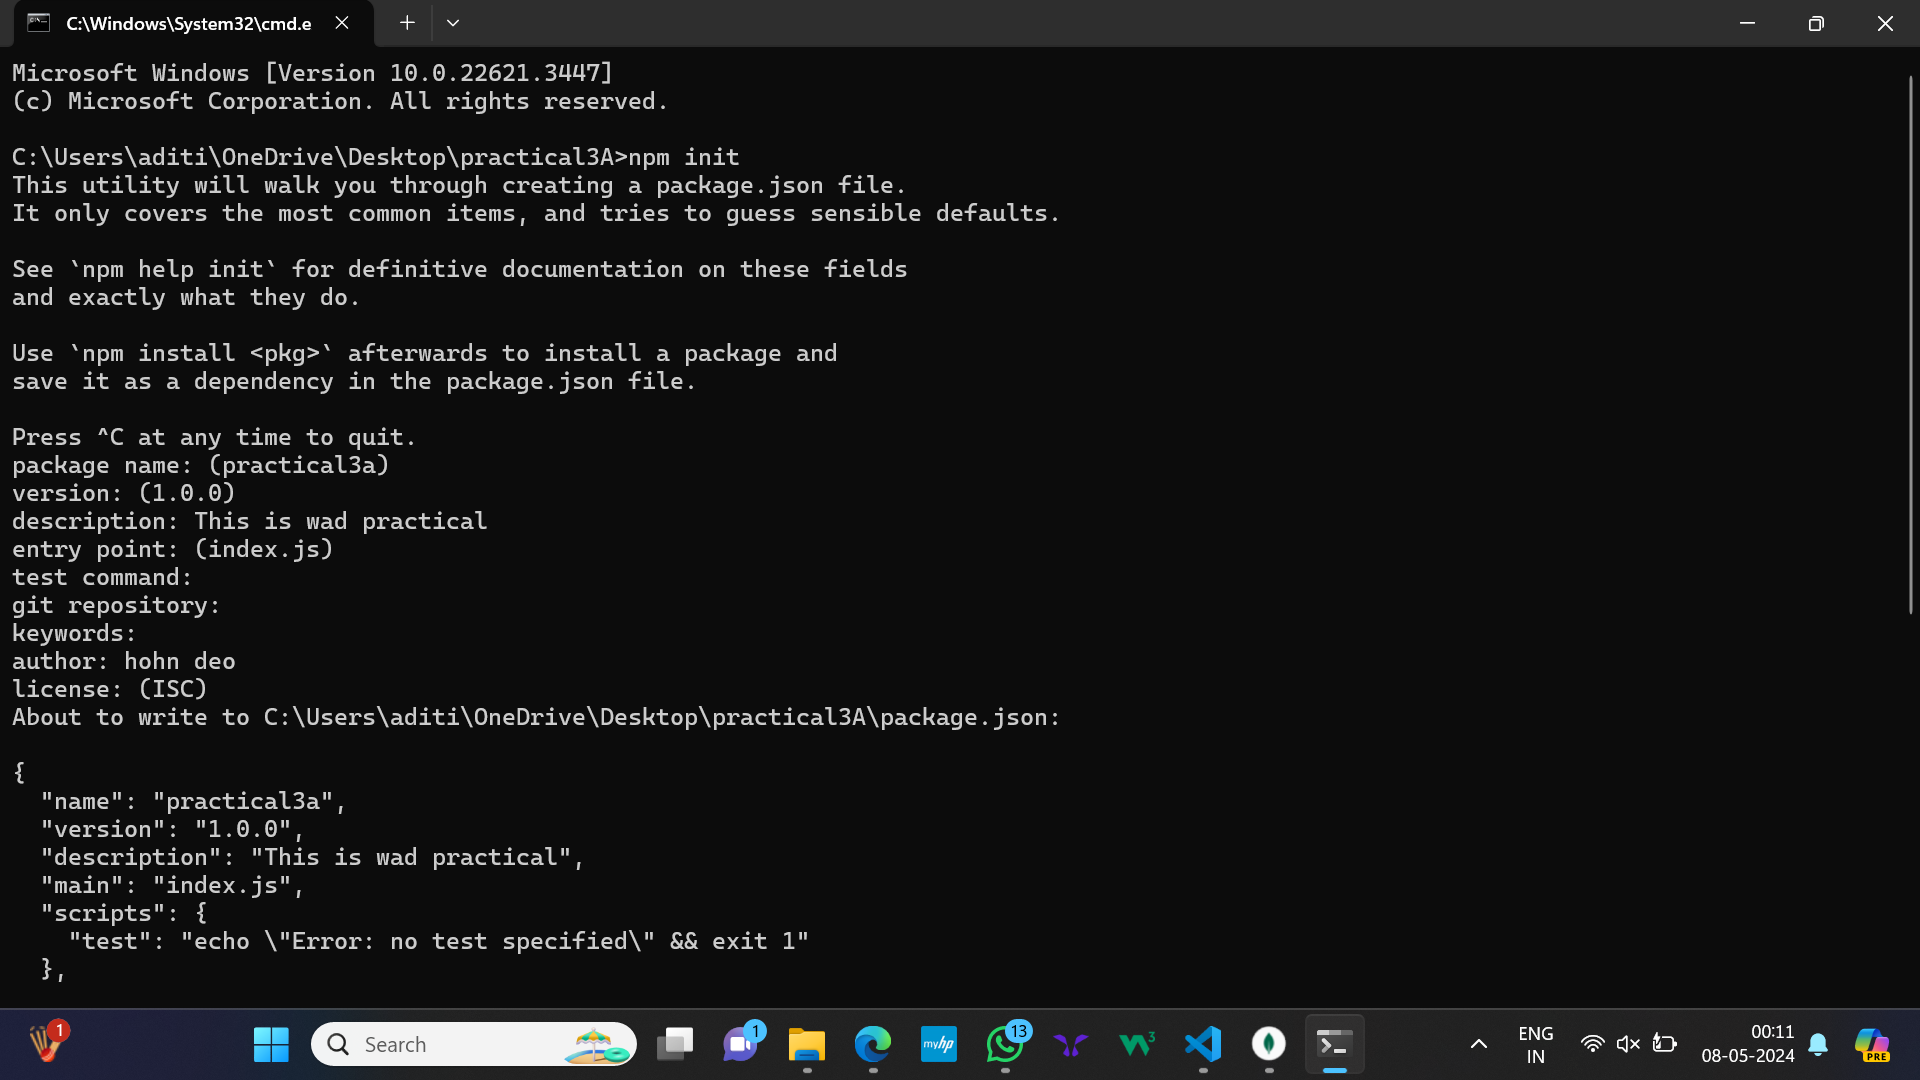 C:\Windows\System32\cmd.e
Microsoft Windows [Version 10.0.22621.3447]
(c) Microsoft Corporation. All rights reserved.
C:\Users\aditi\OneDrive\Desktop\practical3A>npm init
This utility will walk you through creating a package.json file.
It only covers the most common items, and tries to guess sensible defaults.
See `npm help init` for definitive documentation on these fields
and exactly what they do.
Use `npm install <pkg>` afterwards to install a package and
save it as a dependency in the package.json file.
Press ^C at any time to quit.
package name: (practical3a)
version: (1.0.0)
description: This is wad practical
entry point: (index.js)
test command:
git repository:
keywords:
author: hohn deo
license: (ISC)
About to write to C:\Users\aditi\OneDrive\Desktop\practical3A\package.json:
{
  "name": "practical3a",
  "version": "1.0.0",
  "description": "This is wad practical",
  "main": "index.js",
  "scripts": {
    "test": "echo \"Error: no test specified\" && exit 1"
  },
1
Search
1
myhp
13
W3
ENG
IN
00:11
08-05-2024
PRE